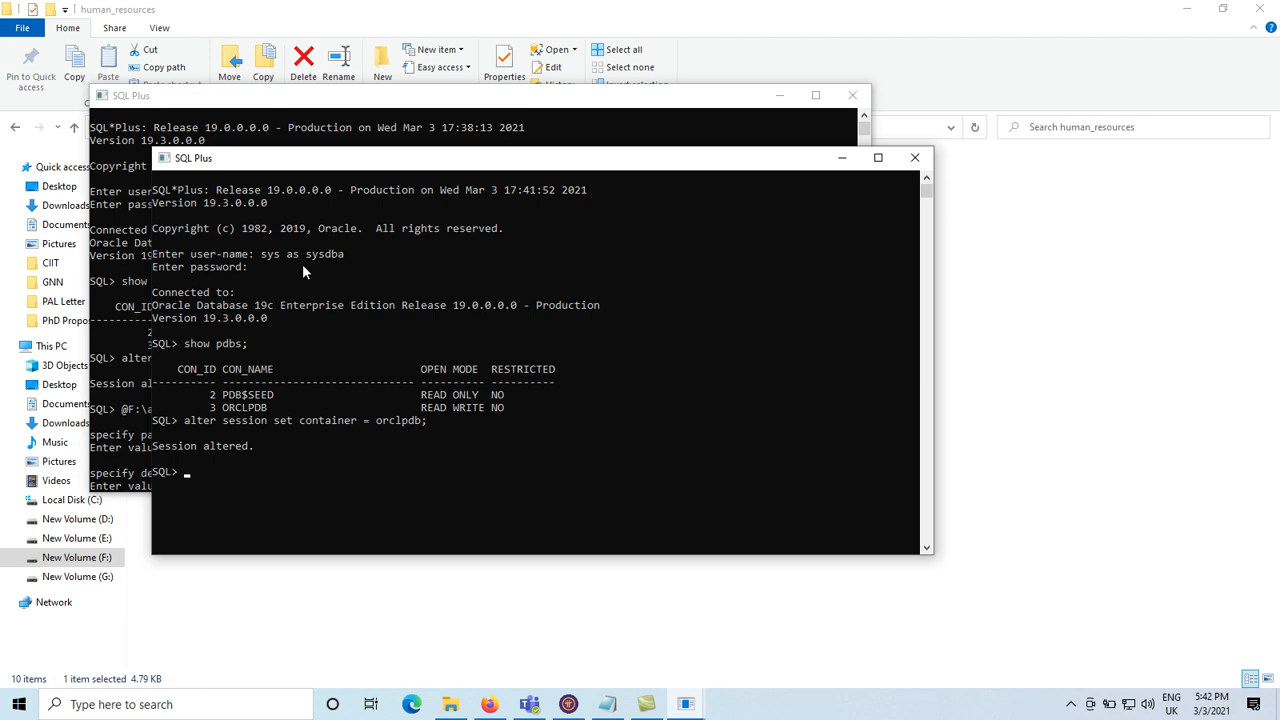 human_resources
File
Home
Share
View
Pin to Quick access
Copy
Paste
Cut
Copy path
Move
Copy
Delete
Rename
New
New item
Easy access
Properties
Open
Edit
Select all
Select none
Search human_resources
Quick access
Desktop
Downloads
Documents
Pictures
CIIT
GNN
PAL Letter
PhD Propo
This PC
3D Objects
Desktop
Documents
Downloads
Music
Pictures
Videos
Local Disk (C:)
New Volume (D:)
New Volume (E:)
New Volume (F:)
New Volume (G:)
Network
SQL Plus
SQL*Plus: Release 19.0.0.0.0 - Production on Wed Mar 3 17:38:13 2021
Version 19.3.0.0.0
Copyright
Enter user
Enter pass
Connected
Oracle Dat
Version 19
SQL> show
CON_ID
----------
2
3
SQL> alter
Session al
SQL> @F:\a
specify pa
Enter valu
specify de
Enter valu
SQL Plus
SQL*Plus: Release 19.0.0.0.0 - Production on Wed Mar 3 17:41:52 2021
Version 19.3.0.0.0
Copyright (c) 1982, 2019, Oracle.  All rights reserved.
Enter user-name: sys as sysdba
Enter password:
Connected to:
Oracle Database 19c Enterprise Edition Release 19.0.0.0.0 - Production
Version 19.3.0.0.0
SQL> show pdbs;
CON_ID CON_NAME OPEN MODE RESTRICTED
---------- ------------------------------ ---------- ----------
2 PDB$SEED READ ONLY NO
3 ORCLPDB READ WRITE NO
SQL> alter session set container = orclpdb;
Session altered.
SQL> _
10 items
1 item selected 4.79 KB
Type here to search
ENG
UK
5:42 PM
3/3/2021